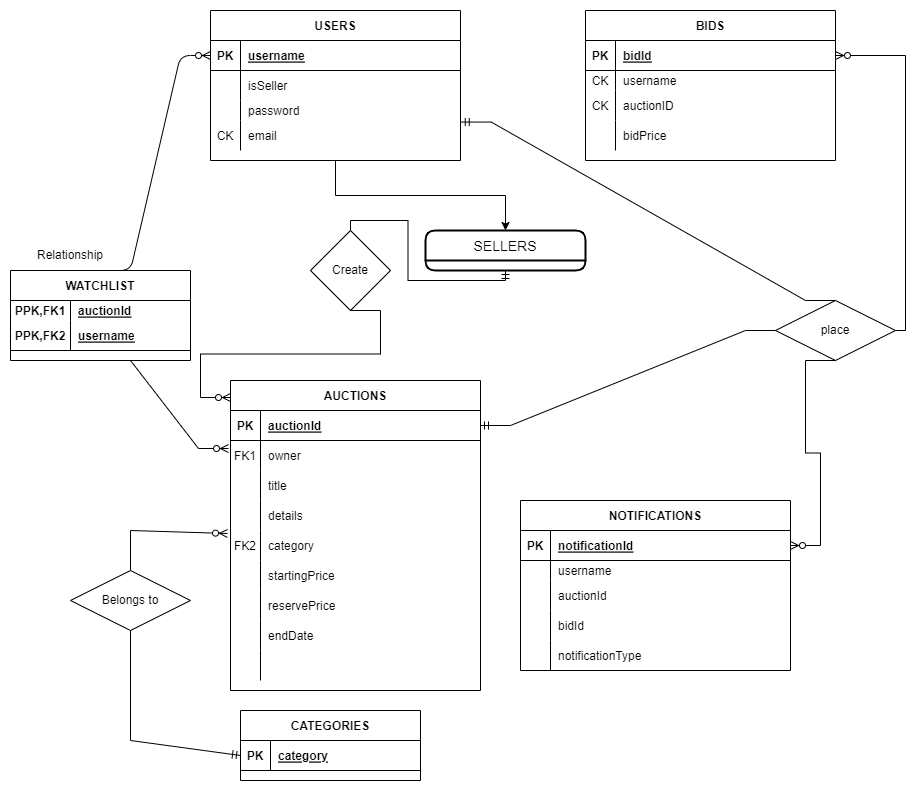 USERS
PK username
isSeller
password
CK email
BIDS
PK bidId
CK username
CK auctionID
bidPrice
SELLERS
Relationship
WATCHLIST
PPK,FK1 auctionId
PPK,FK2 username
Create
place
AUCTIONS
PK auctionId
FK1 owner
title
details
FK2 category
startingPrice
reservePrice
endDate
NOTIFICATIONS
PK notificationId
username
auctionId
bidId
notificationType
Belongs to
CATEGORIES
PK category